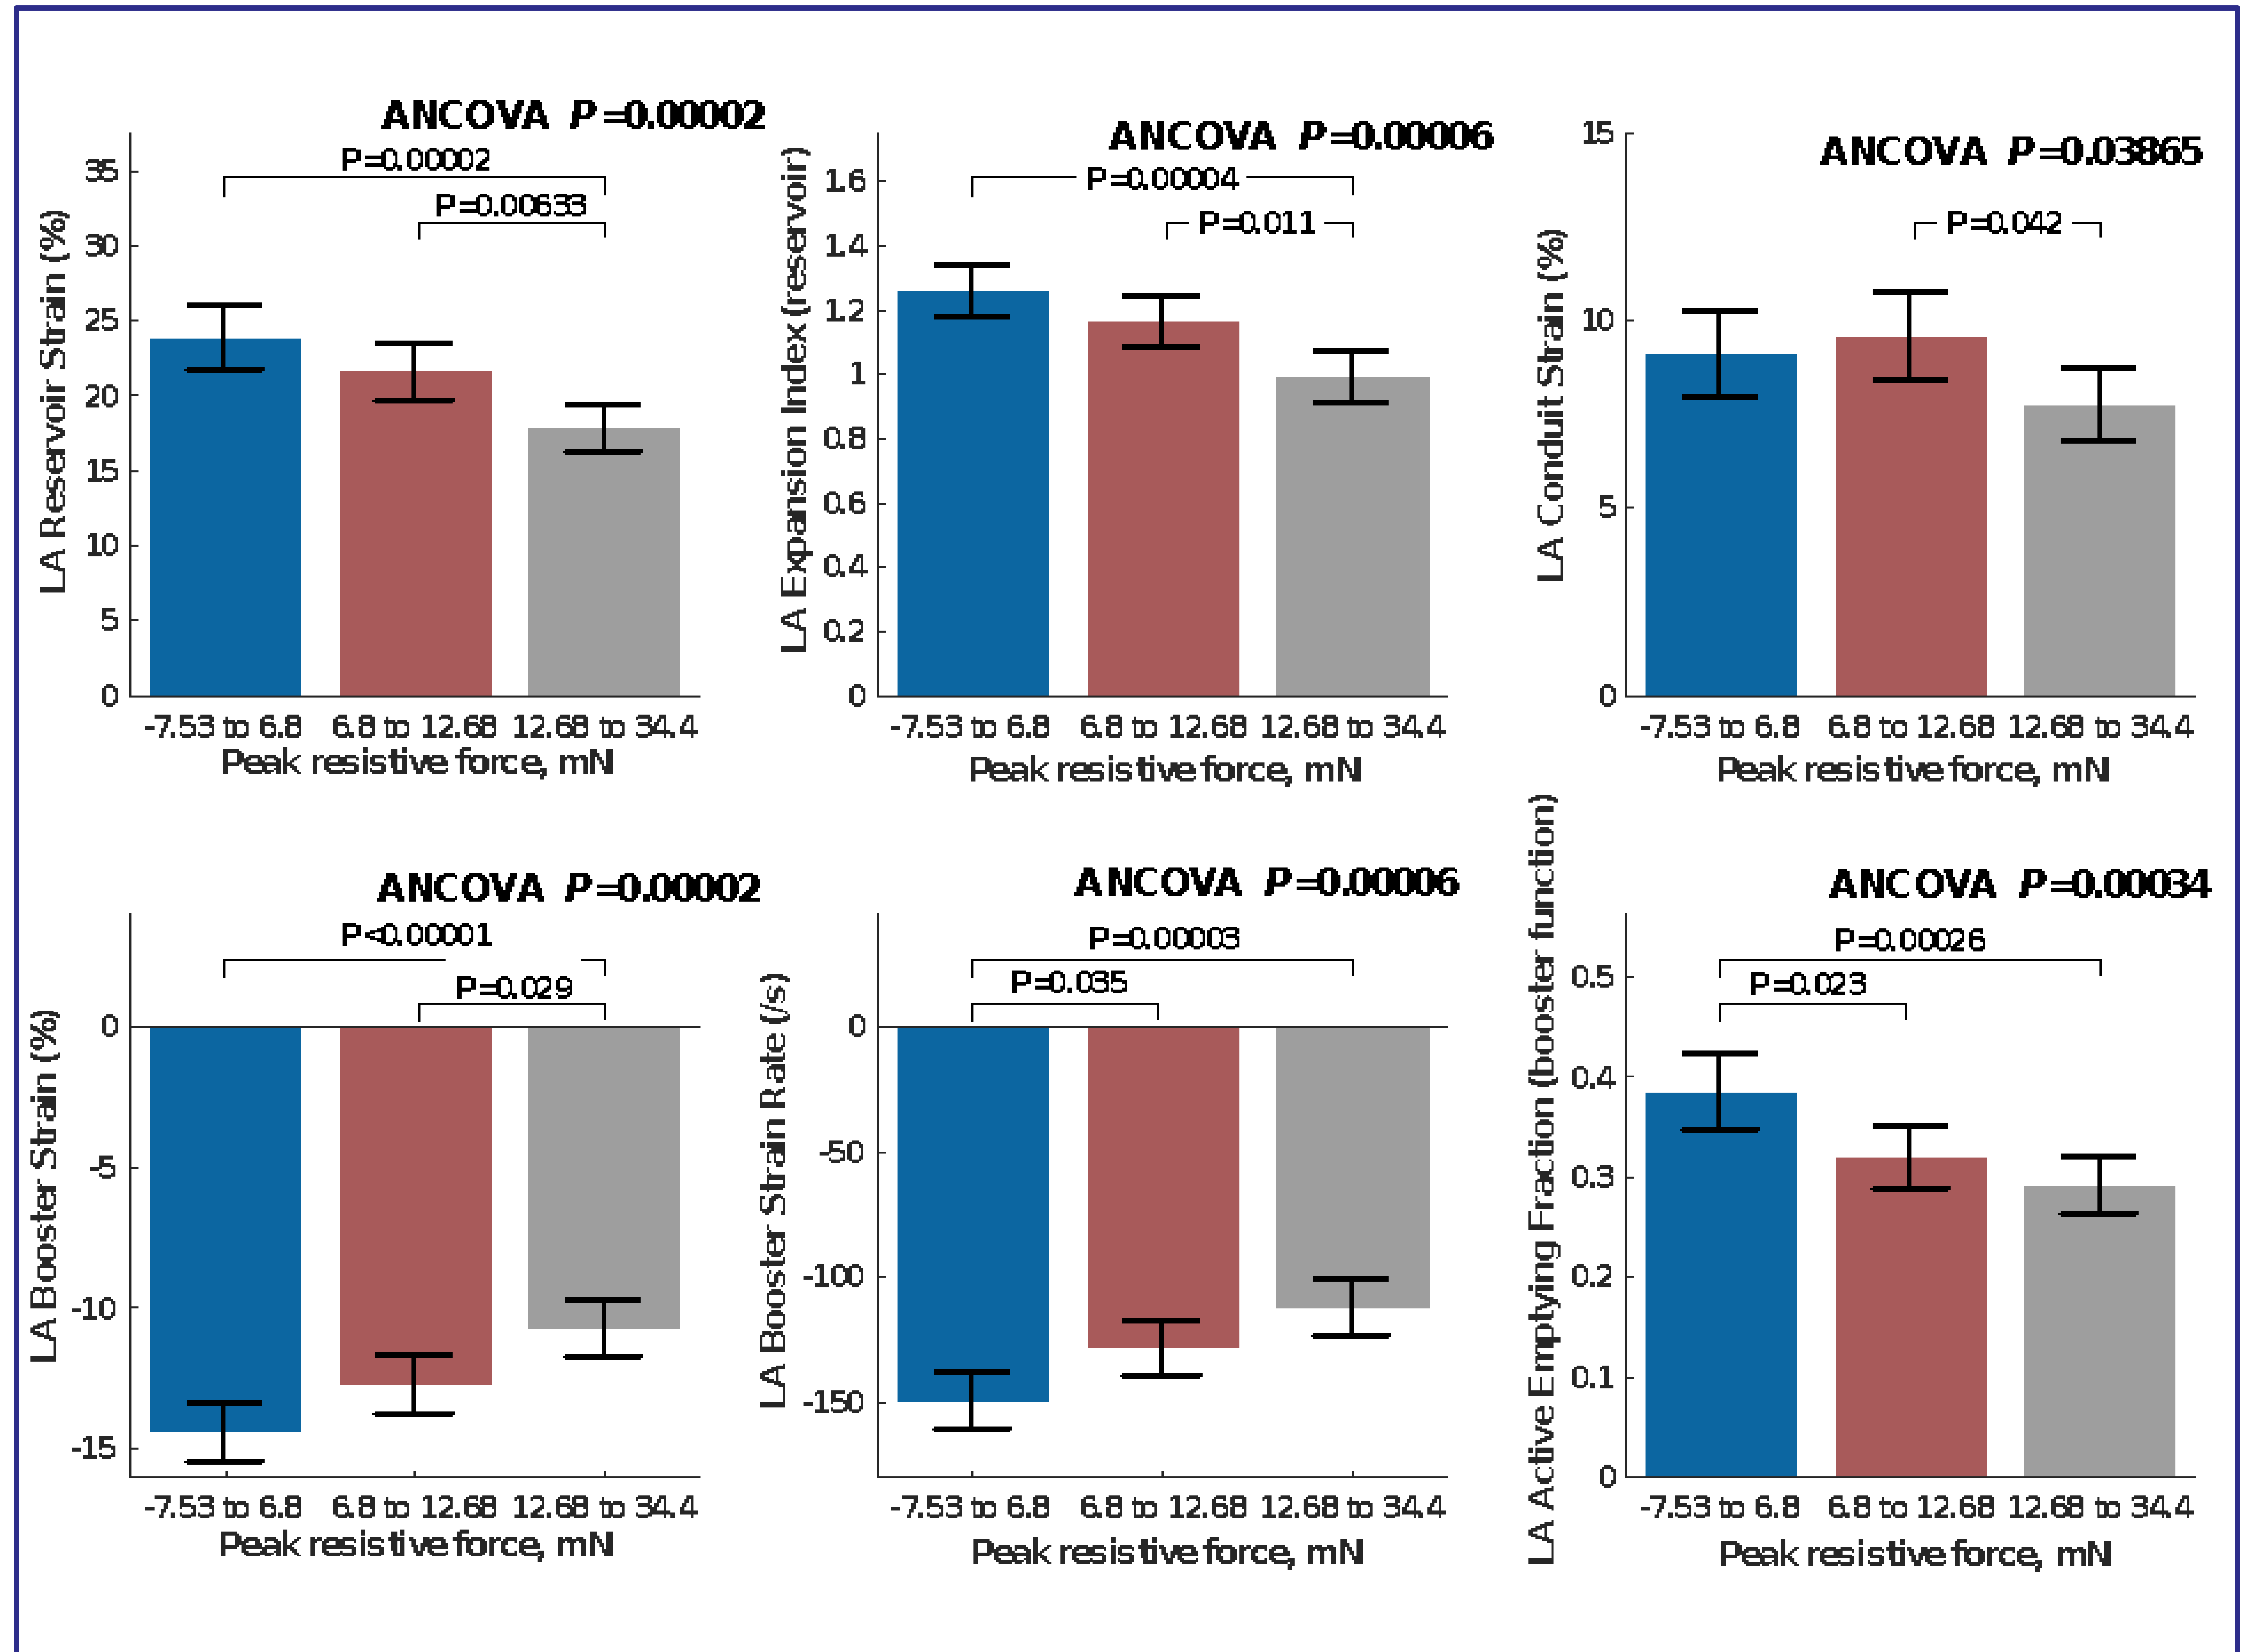 ANCOVA P=0.00002
P=0.00002
P=0.00633
LA Reservoir Strain (%)
35
30
25
20
15
10
5
0
-7.53 to 6.8 6.8 to 12.68 12.68 to 34.4
Peak resistive force, mN
ANCOVA P=0.00006
P=0.00004
P=0.011
LA Expansion Index (reservoir)
1.6
1.4
1.2
1
0.8
0.6
0.4
0.2
0
-7.53 to 6.8 6.8 to 12.68 12.68 to 34.4
Peak resistive force, mN
ANCOVA P=0.03865
P=0.042
LA Conduit Strain (%)
15
10
5
0
-7.53 to 6.8 6.8 to 12.68 12.68 to 34.4
Peak resistive force, mN
ANCOVA P=0.00002
P<0.00001
P=0.029
LA Booster Strain (%)
0
-5
-10
-15
-7.53 to 6.8 6.8 to 12.68 12.68 to 34.4
Peak resistive force, mN
ANCOVA P=0.00006
P=0.00003
P=0.035
LA Booster Strain Rate (/s)
0
-50
-100
-150
-7.53 to 6.8 6.8 to 12.68 12.68 to 34.4
Peak resistive force, mN
ANCOVA P=0.00034
P=0.00026
P=0.023
LA Active Emptying Fraction (booster function)
0.5
0.4
0.3
0.2
0.1
0
-7.53 to 6.8 6.8 to 12.68 12.68 to 34.4
Peak resistive force, mN